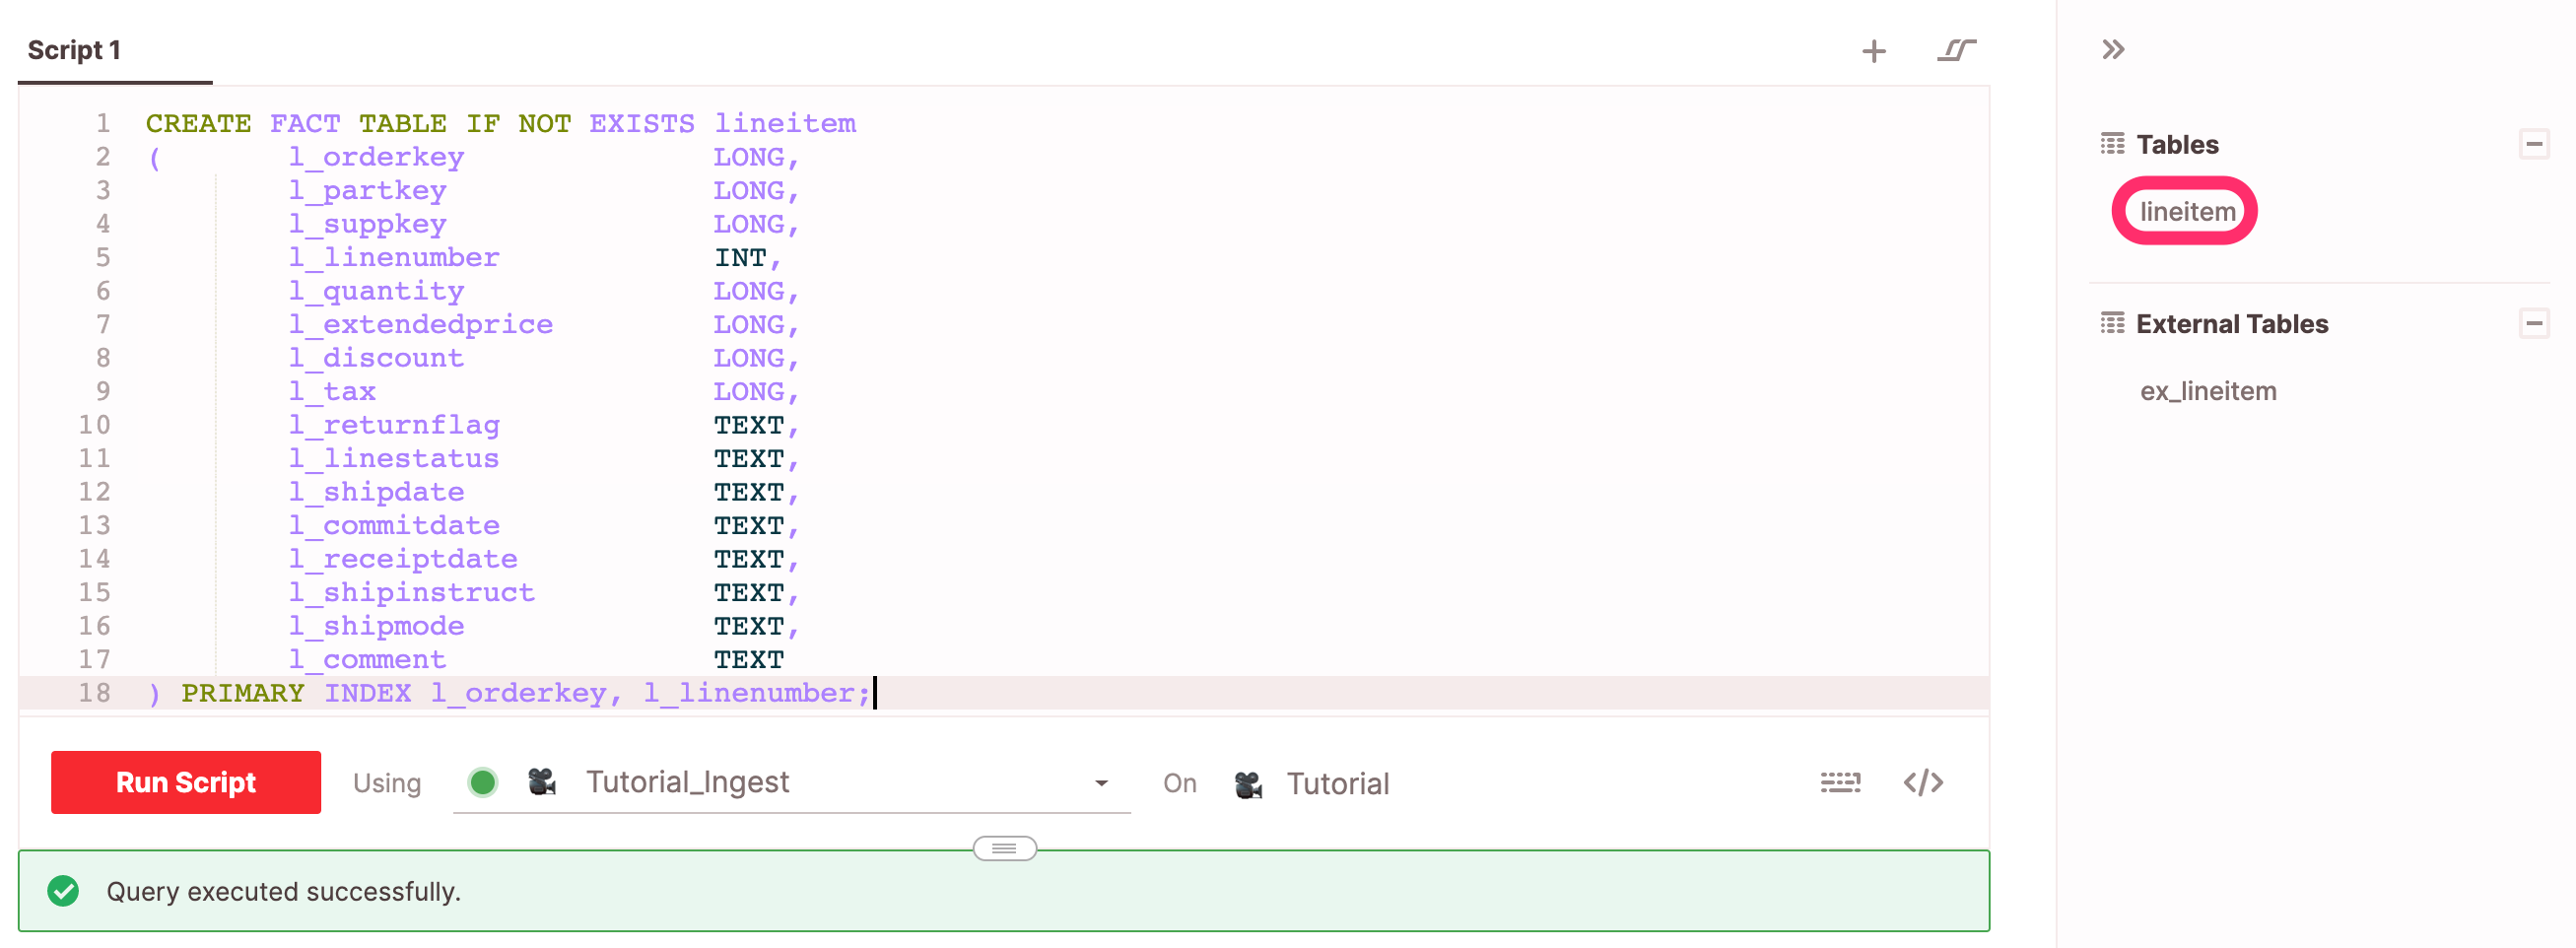 Script 1
1 CREATE FACT TABLE IF NOT EXISTS lineitem
2 ( l_orderkey LONG,
3 l_partkey LONG,
4 l_suppkey LONG,
5 l_linenumber INT,
6 l_quantity LONG,
7 l_extendedprice LONG,
8 l_discount LONG,
9 l_tax LONG,
10 l_returnflag TEXT,
11 l_linestatus TEXT,
12 l_shipdate TEXT,
13 l_commitdate TEXT,
14 l_receiptdate TEXT,
15 l_shipinstruct TEXT,
16 l_shipmode TEXT,
17 l_comment TEXT
18 ) PRIMARY INDEX l_orderkey, l_linenumber;
Run Script Using Tutorial_Ingest On Tutorial
Query executed successfully.
Tables
lineitem
External Tables
ex_lineitem